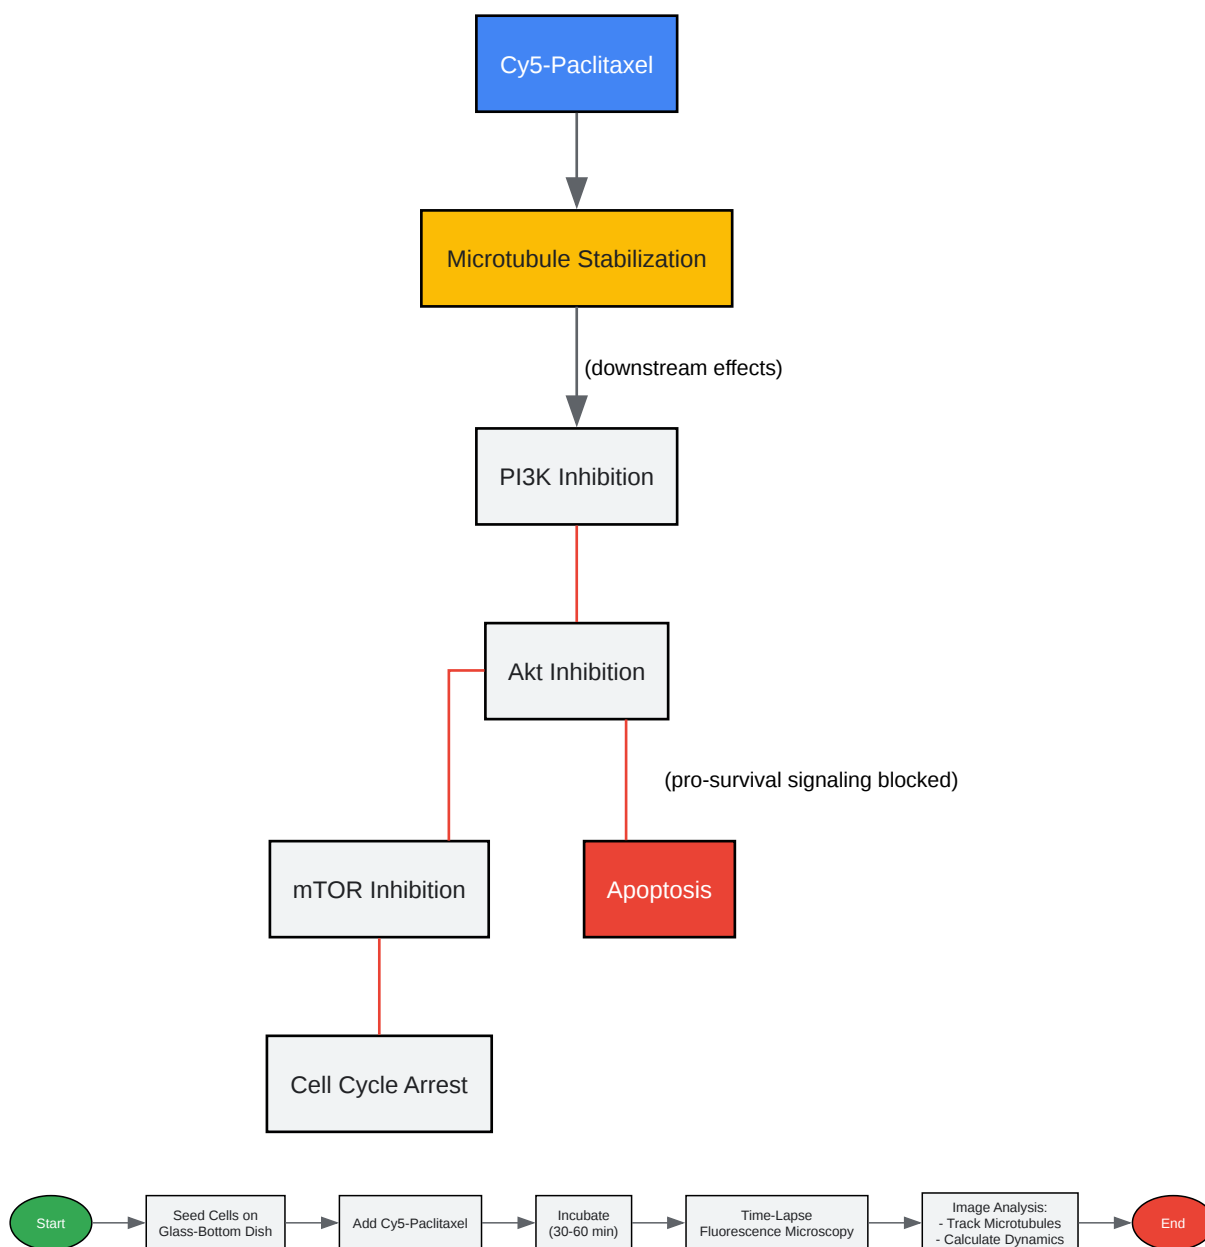 Cy5-Paclitaxel
Microtubule Stabilization
(downstream effects)
PI3K Inhibition
Akt Inhibition
(pro-survival signaling blocked)
mTOR Inhibition
Apoptosis
Cell Cycle Arrest
Start
Seed Cells on
Glass-Bottom Dish
Add Cy5-Paclitaxel
Incubate
(30-60 min)
Time-Lapse
Fluorescence Microscopy
Image Analysis:
- Track Microtubules
- Calculate Dynamics
End